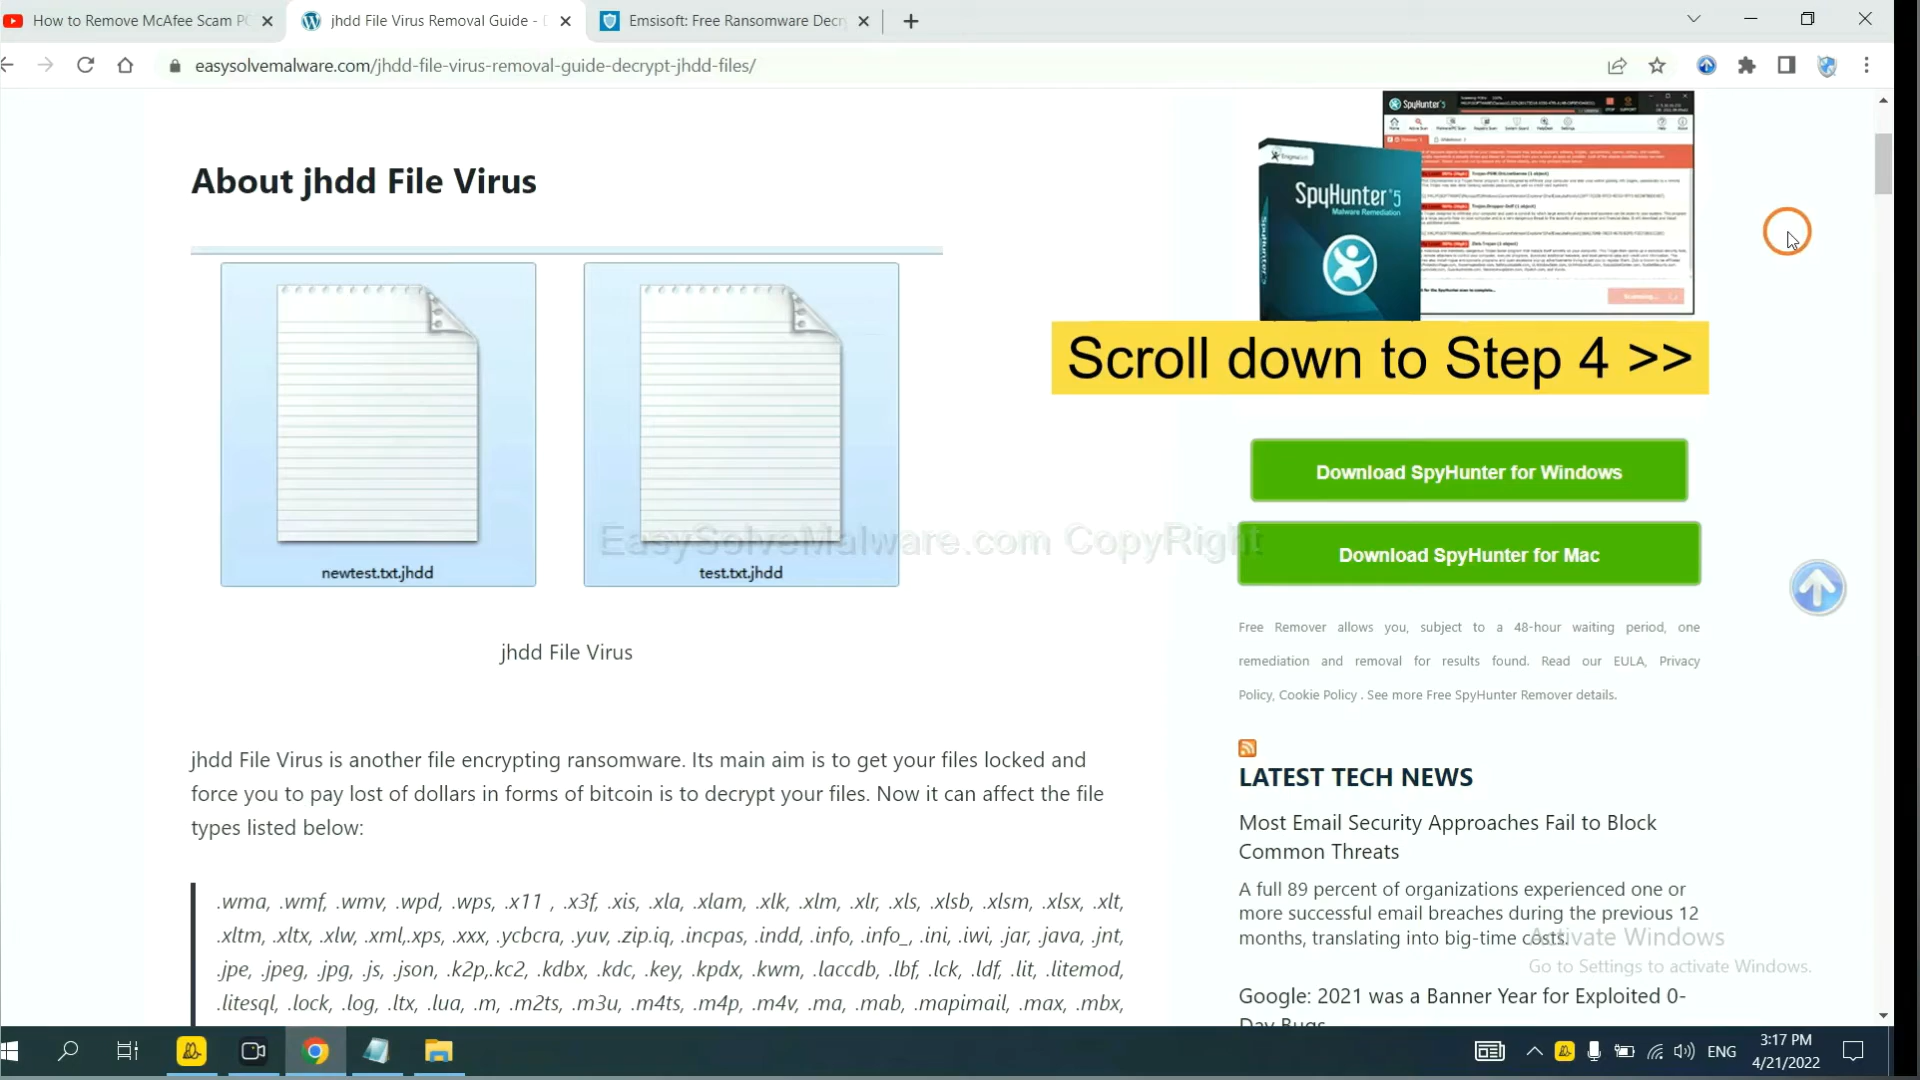 How to Remove McAfee Scam PO
jhdd File Virus Removal Guide - D
Emsisoft: Free Ransomware Decry
easysolvemalware.com/jhdd-file-virus-removal-guide-decrypt-jhdd-files/
About jhdd File Virus
newtest.txt.jhdd
test.txt.jhdd
jhdd File Virus
jhdd File Virus is another file encrypting ransomware. Its main aim is to get your files locked and
force you to pay lost of dollars in forms of bitcoin is to decrypt your files. Now it can affect the file
types listed below:
.wma, .wmf, .wmv, .wpd, .wps, .x11 , .x3f, .xis, .xla, .xlam, .xlk, .xlm, .xlr, .xls, .xlsb, .xlsm, .xlsx, .xlt,
.xltm, .xltx, .xlw, .xml,.xps, .xxx, .ycbcra, .yuv, .zip.iq, .incpas, .indd, .info, .info_, .ini, .iwi, .jar, .java, .jnt,
.jpe, .jpeg, .jpg, .js, .json, .k2p,.kc2, .kdbx, .kdc, .key, .kpdx, .kwm, .laccdb, .lbf, .lck, .ldf, .lit, .litemod,
.litesql, .lock, .log, .ltx, .lua, .m, .m2ts, .m3u, .m4ts, .m4p, .m4v, .ma, .mab, .mapimail, .max, .mbx,
EasySolveMalware.com CopyRight
SpyHunter 5
EnigmaSoft
SpyHunter 5
Malware Remediation
Scroll down to Step 4 >>
Download SpyHunter for Windows
Download SpyHunter for Mac
Free Remover allows you, subject to a 48-hour waiting period, one
remediation and removal for results found. Read our EULA, Privacy
Policy, Cookie Policy . See more Free SpyHunter Remover details.
LATEST TECH NEWS
Most Email Security Approaches Fail to Block
Common Threats
A full 89 percent of organizations experienced one or
more successful email breaches during the previous 12
months, translating into big-time costs.
Activate Windows
Go to Settings to activate Windows.
Google: 2021 was a Banner Year for Exploited 0-
Day Bugs
ENG
3:17 PM
4/21/2022